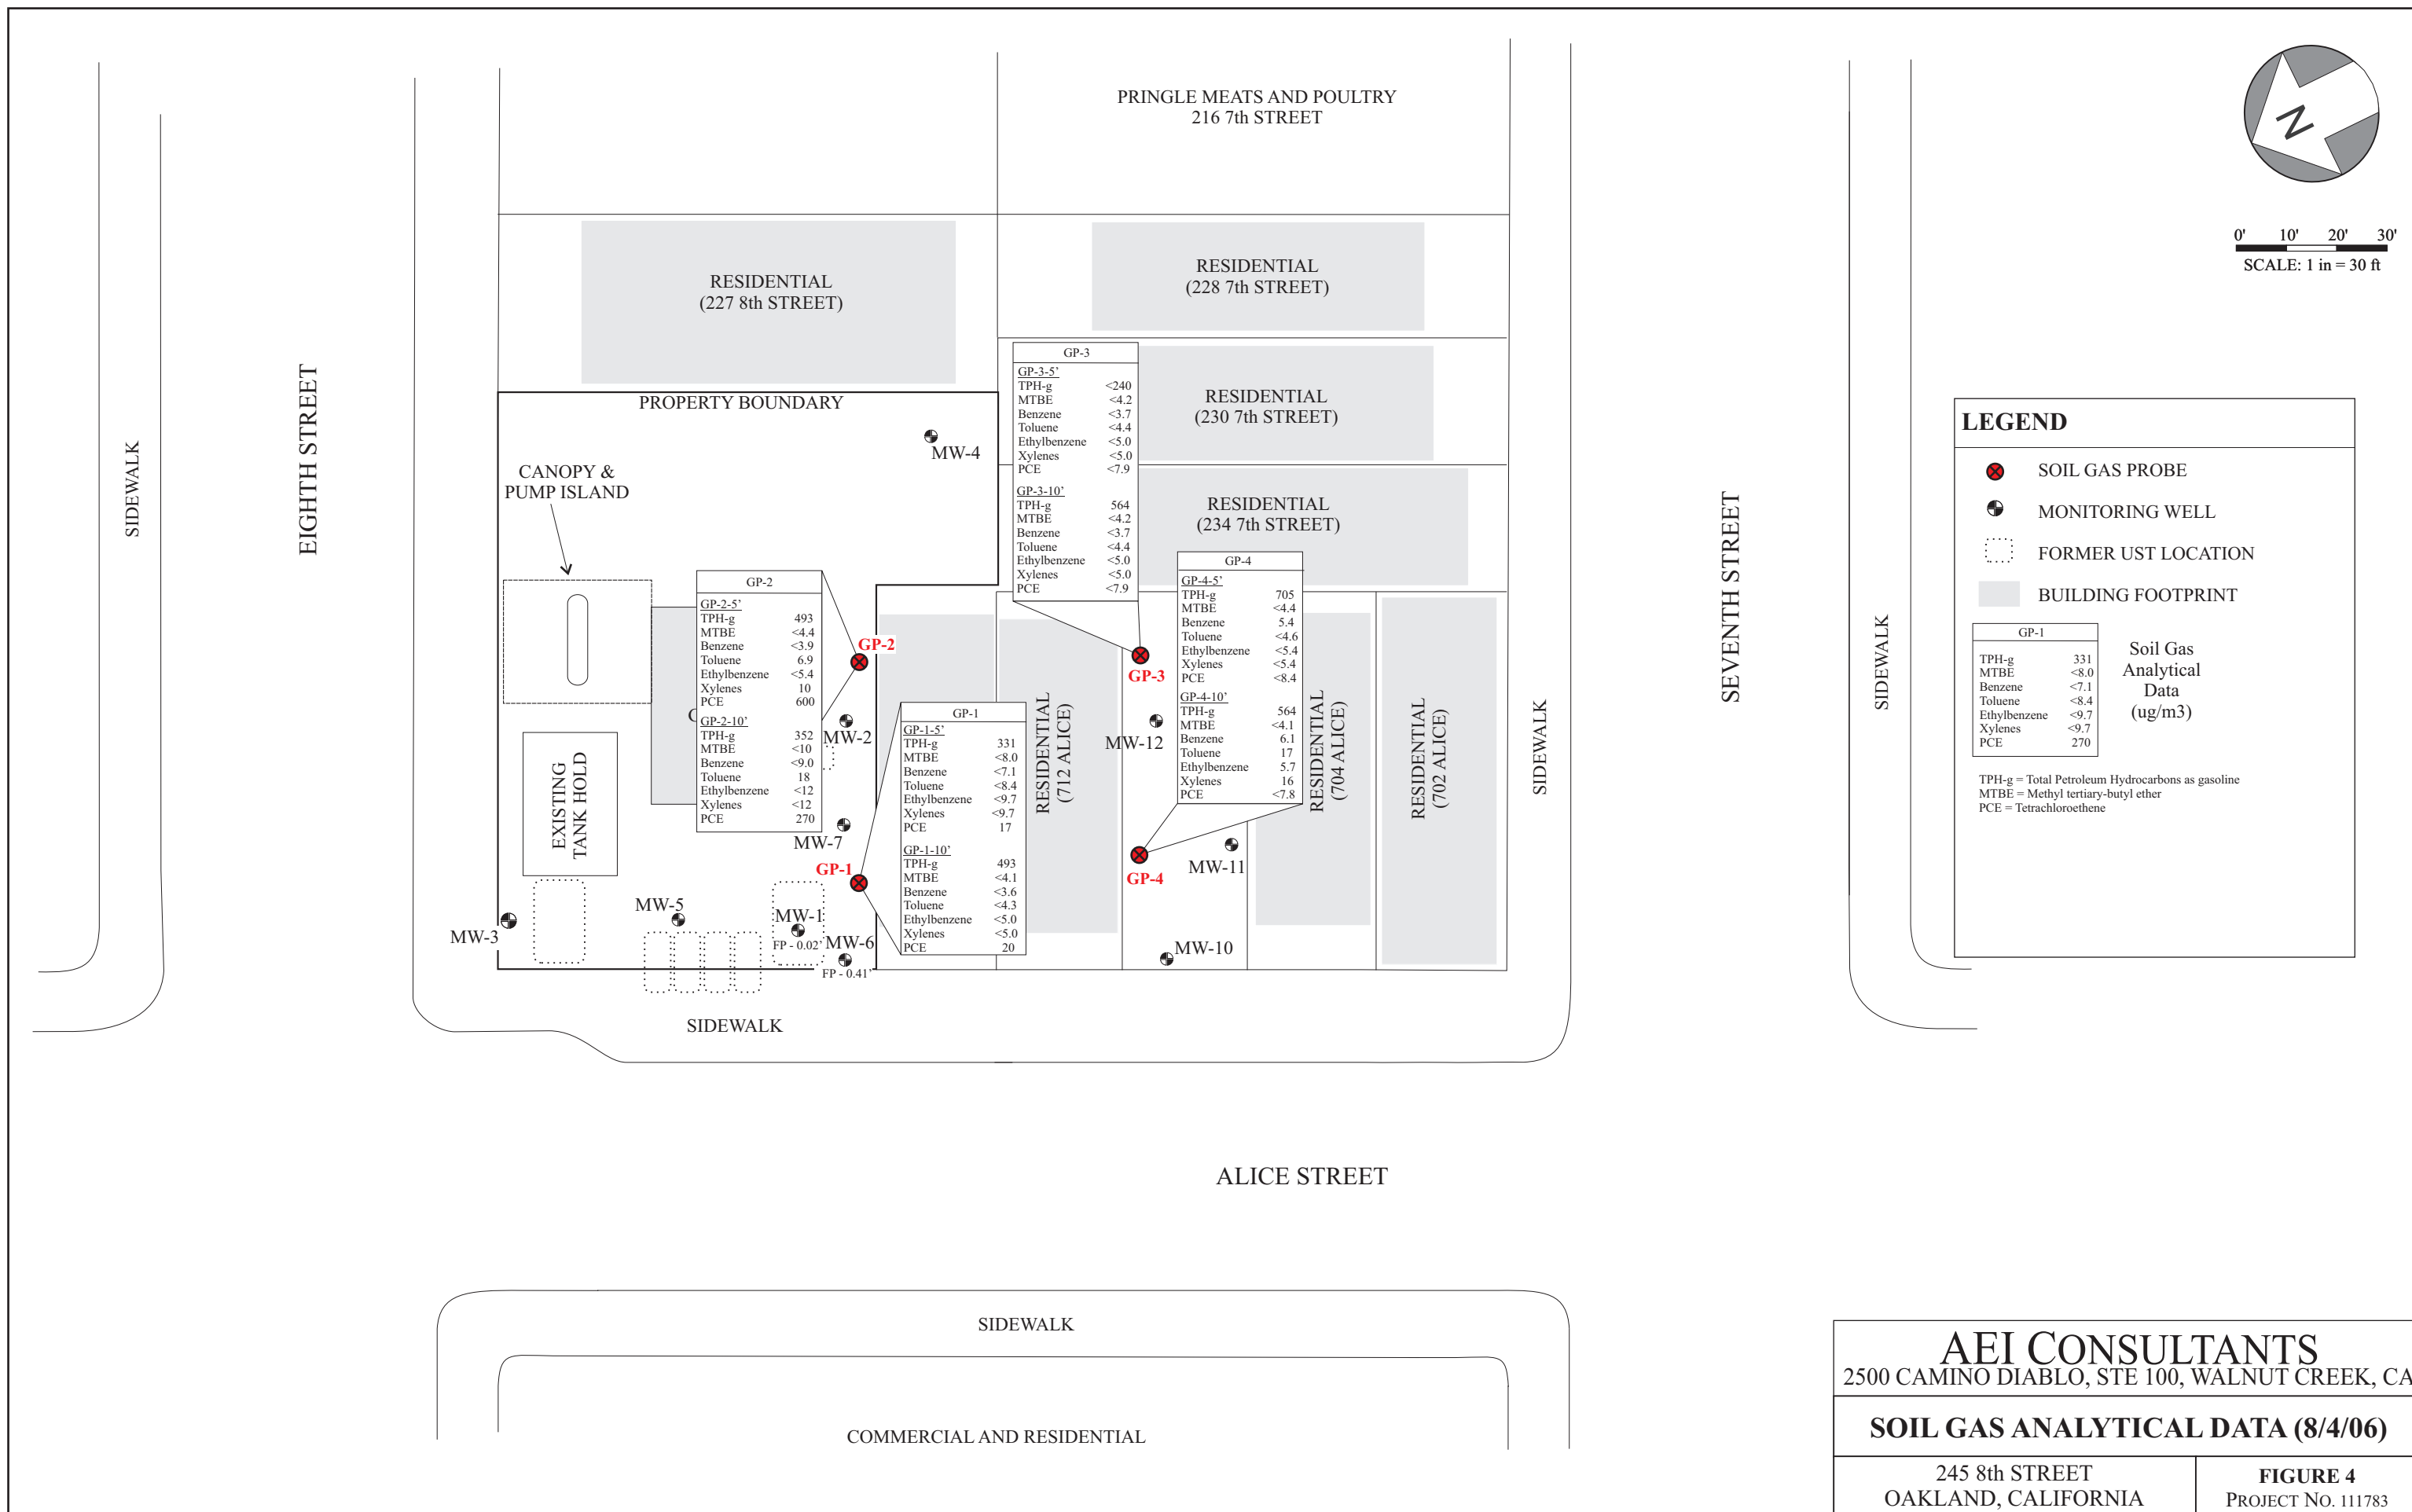 PRINGLE MEATS AND POULTRY
216 7th STREET
N
0' 10' 20' 30'
SCALE: 1 in = 30 ft
RESIDENTIAL
(227 8th STREET)
RESIDENTIAL
(228 7th STREET)
RESIDENTIAL
(230 7th STREET)
RESIDENTIAL
(234 7th STREET)
PROPERTY BOUNDARY
MW-4
CANOPY &
PUMP ISLAND
SIDEWALK
EIGHTH STREET
GP-3
GP-3-5’
TPH-g <240
MTBE <4.2
Benzene <3.7
Toluene <4.4
Ethylbenzene <5.0
Xylenes <5.0
PCE <7.9
GP-3-10’
TPH-g 564
MTBE <4.2
Benzene <3.7
Toluene <4.4
Ethylbenzene <5.0
Xylenes <5.0
PCE <7.9
GP-2
GP-2-5’
TPH-g 493
MTBE <4.4
Benzene <3.9
Toluene 6.9
Ethylbenzene <5.4
Xylenes 10
PCE 600
GP-2-10’
TPH-g 352
MTBE <10
Benzene <9.0
Toluene 18
Ethylbenzene <12
Xylenes <12
PCE 270
GP-2
MW-2
MW-7
GP-1
GP-1
GP-1-5’
TPH-g 331
MTBE <8.0
Benzene <7.1
Toluene <8.4
Ethylbenzene <9.7
Xylenes <9.7
PCE 17
GP-1-10’
TPH-g 493
MTBE <4.1
Benzene <3.6
Toluene <4.3
Ethylbenzene <5.0
Xylenes <5.0
PCE 20
GP-4
GP-4-5’
TPH-g 705
MTBE <4.4
Benzene 5.4
Toluene <4.6
Ethylbenzene <5.4
Xylenes <5.4
PCE <8.4
GP-4-10’
TPH-g 564
MTBE <4.1
Benzene 6.1
Toluene 17
Ethylbenzene 5.7
Xylenes 16
PCE <7.8
GP-3
MW-12
GP-4
MW-11
MW-10
RESIDENTIAL
(712 ALICE)
RESIDENTIAL
(704 ALICE)
RESIDENTIAL
(702 ALICE)
SIDEWALK
SEVENTH STREET
SIDEWALK
EXISTING
TANK HOLD
MW-3
MW-5
MW-1
FP - 0.02'
MW-6
FP - 0.41'
SIDEWALK
ALICE STREET
SIDEWALK
COMMERCIAL AND RESIDENTIAL
LEGEND
SOIL GAS PROBE
MONITORING WELL
FORMER UST LOCATION
BUILDING FOOTPRINT
GP-1
TPH-g 331
MTBE <8.0
Benzene <7.1
Toluene <8.4
Ethylbenzene <9.7
Xylenes <9.7
PCE 270
Soil Gas
Analytical
Data
(ug/m3)
TPH-g = Total Petroleum Hydrocarbons as gasoline
MTBE = Methyl tertiary-butyl ether
PCE = Tetrachloroethene
AEI CONSULTANTS
2500 CAMINO DIABLO, STE 100, WALNUT CREEK, CA
SOIL GAS ANALYTICAL DATA (8/4/06)
245 8th STREET
OAKLAND, CALIFORNIA
FIGURE 4
PROJECT NO. 111783